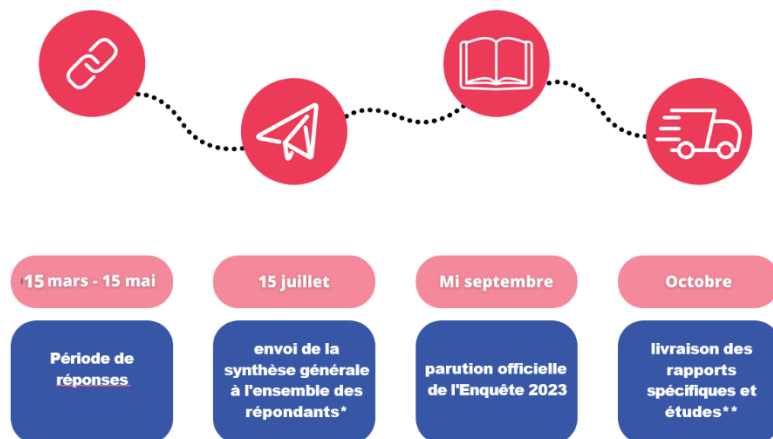 15 mars - 15 mai
15 juillet
Mi septembre
Octobre
Période de
réponses
envoi de la
synthèse générale
à l'ensemble des
répondants*
parution officielle
de l'Enquête 2023
livraison des
rapports
spécifiques et
études**